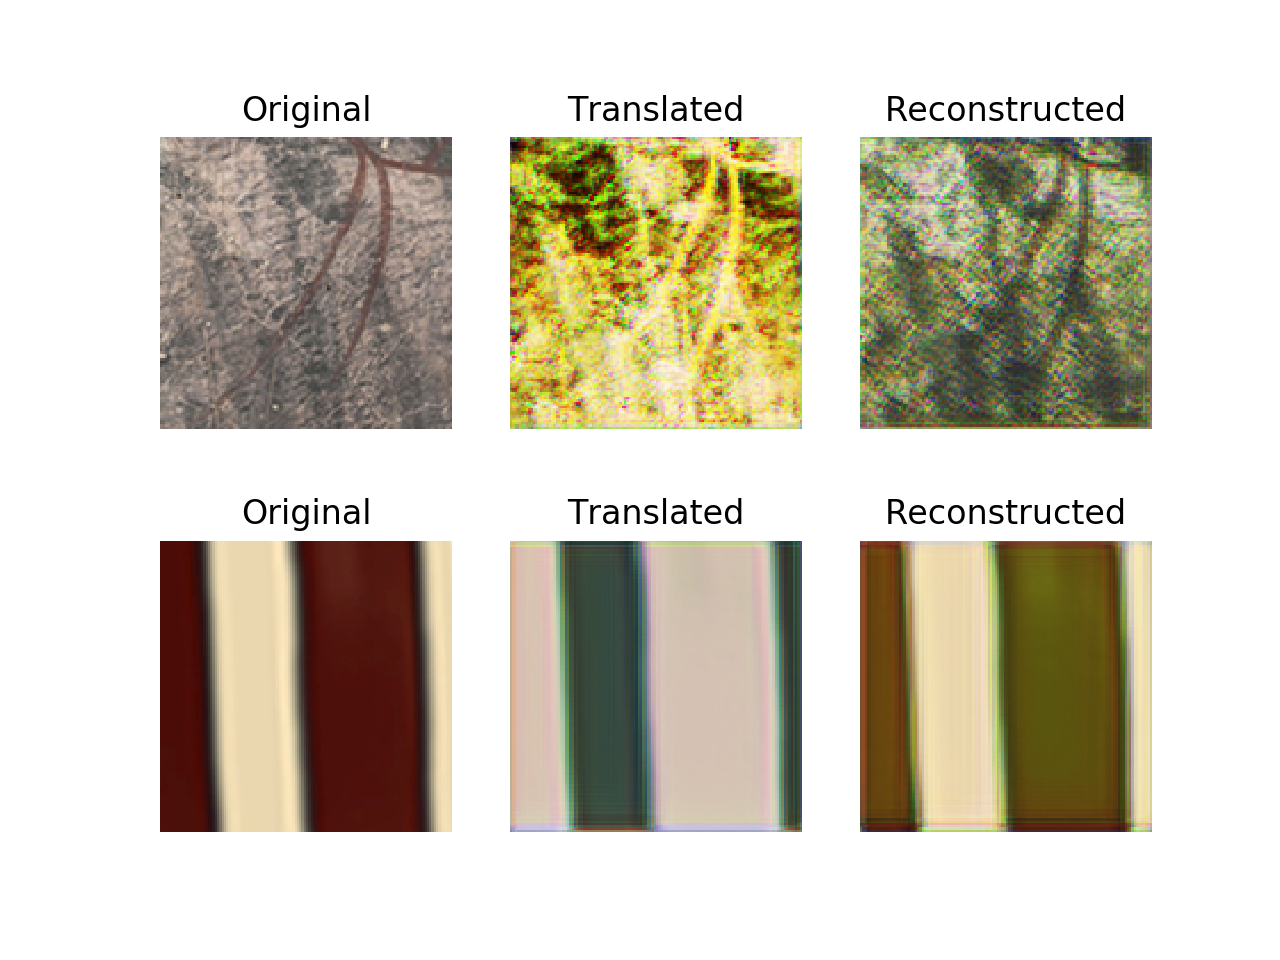 Original
Translated
Reconstructed
Original
Translated
Reconstructed